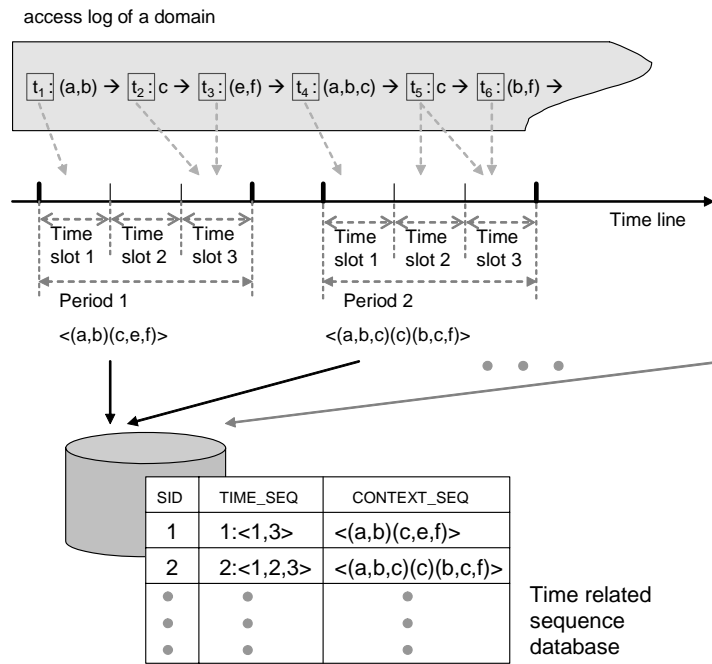 access log of a domain
t1: (a,b) → t2: c → t3: (e,f) → t4: (a,b,c) → t5: c → t6: (b,f) →
Time line
Time slot 1
Time slot 2
Time slot 3
Time slot 1
Time slot 2
Time slot 3
Period 1
Period 2
<(a,b)(c,e,f)>
<(a,b,c)(c)(b,c,f)>
SID TIME_SEQ CONTEXT_SEQ
1 1:<1,3> <(a,b)(c,e,f)>
2 2:<1,2,3> <(a,b,c)(c)(b,c,f)>
Time related
sequence
database